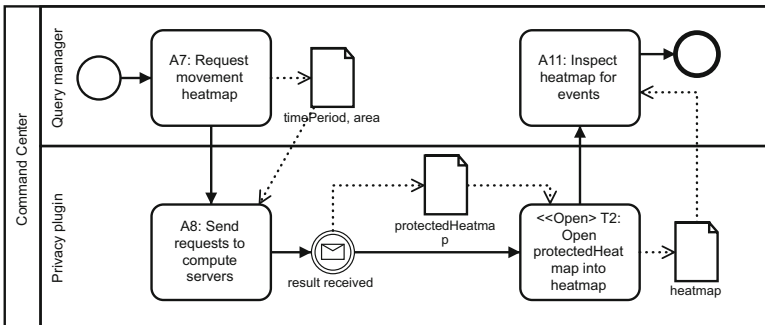 Command Center
Query manager
A7: Request
movement
heatmap
timePeriod, area
A11: Inspect
heatmap for
events
Privacy plugin
A8: Send
requests to
compute
servers
result received
protectedHeatma
p
<<Open> T2:
Open
protectedHeat
map into
heatmap
heatmap